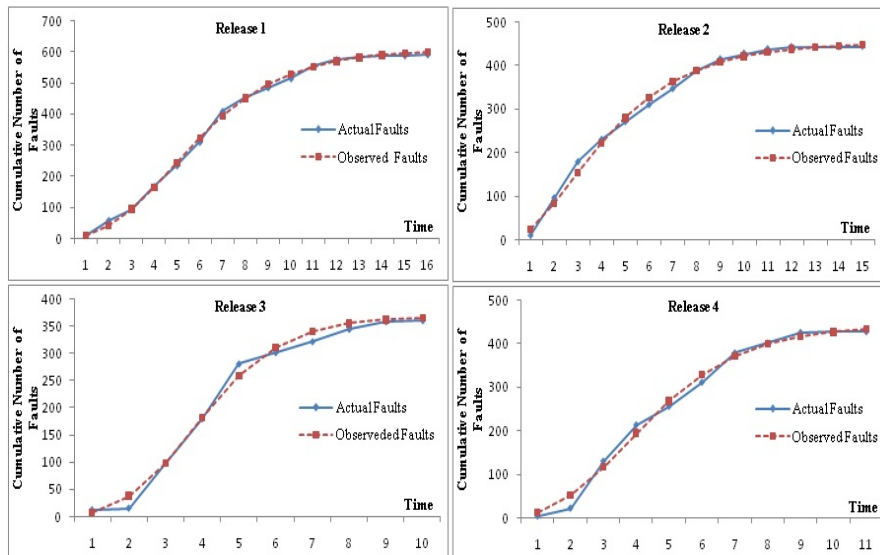 Release 1
Cumulative Number of
Faults
700
600
500
400
300
200
100
0
Actual Faults
Observed Faults
Time
1 2 3 4 5 6 7 8 9 10 11 12 13 14 15 16
Release 2
Cumulative Number of
Faults
500
400
300
200
100
0
Actual Faults
Observed Faults
Time
1 2 3 4 5 6 7 8 9 10 11 12 13 14 15
Release 3
Cumulative Number of
Faults
400
350
300
250
200
150
100
50
0
Actual Faults
Observeded Faults
Time
1 2 3 4 5 6 7 8 9 10
Release 4
Cumulative Number of
Faults
500
400
300
200
100
0
Actual Faults
Observed Faults
Time
1 2 3 4 5 6 7 8 9 10 11